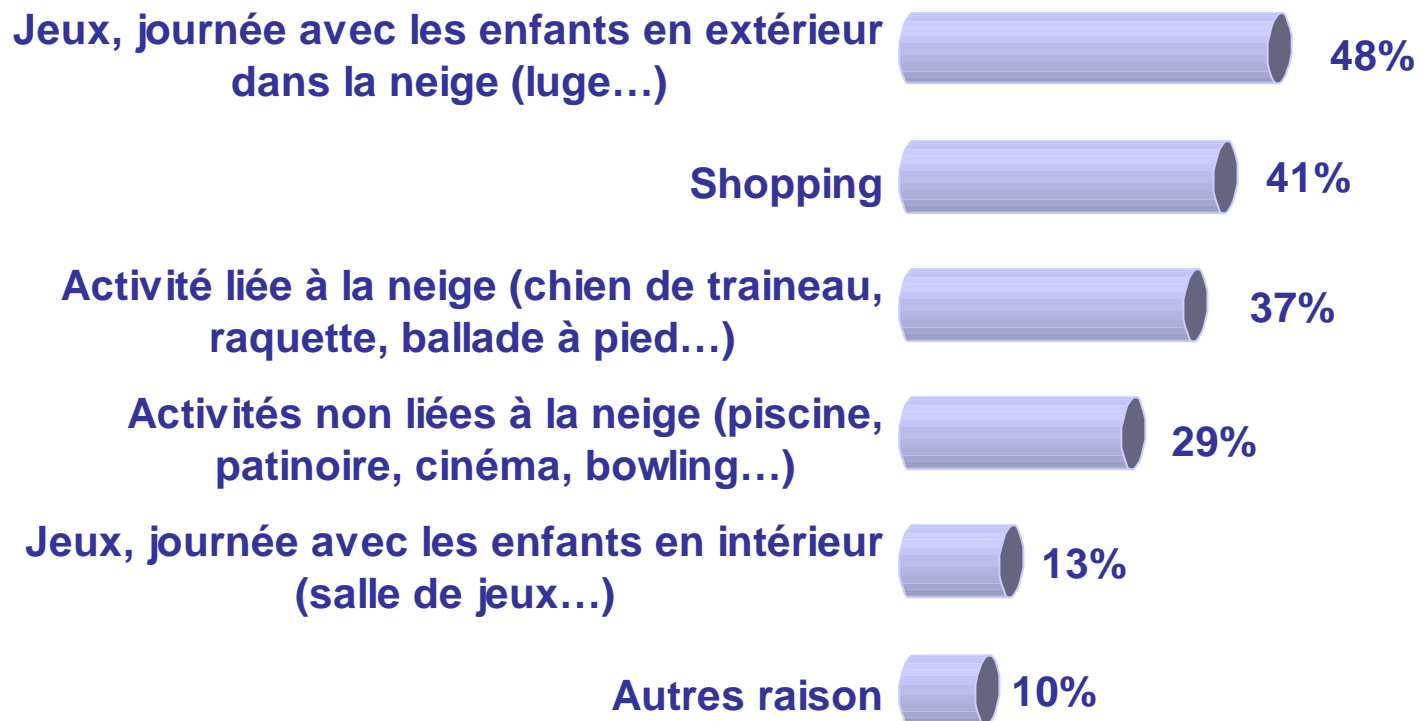 Jeux, journée avec les enfants en extérieur
dans la neige (luge…)
48%
Shopping
41%
Activité liée à la neige (chien de traineau,
raquette, ballade à pied…)
37%
Activités non liées à la neige (piscine,
patinoire, cinéma, bowling…)
29%
Jeux, journée avec les enfants en intérieur
(salle de jeux…)
13%
Autres raison
10%